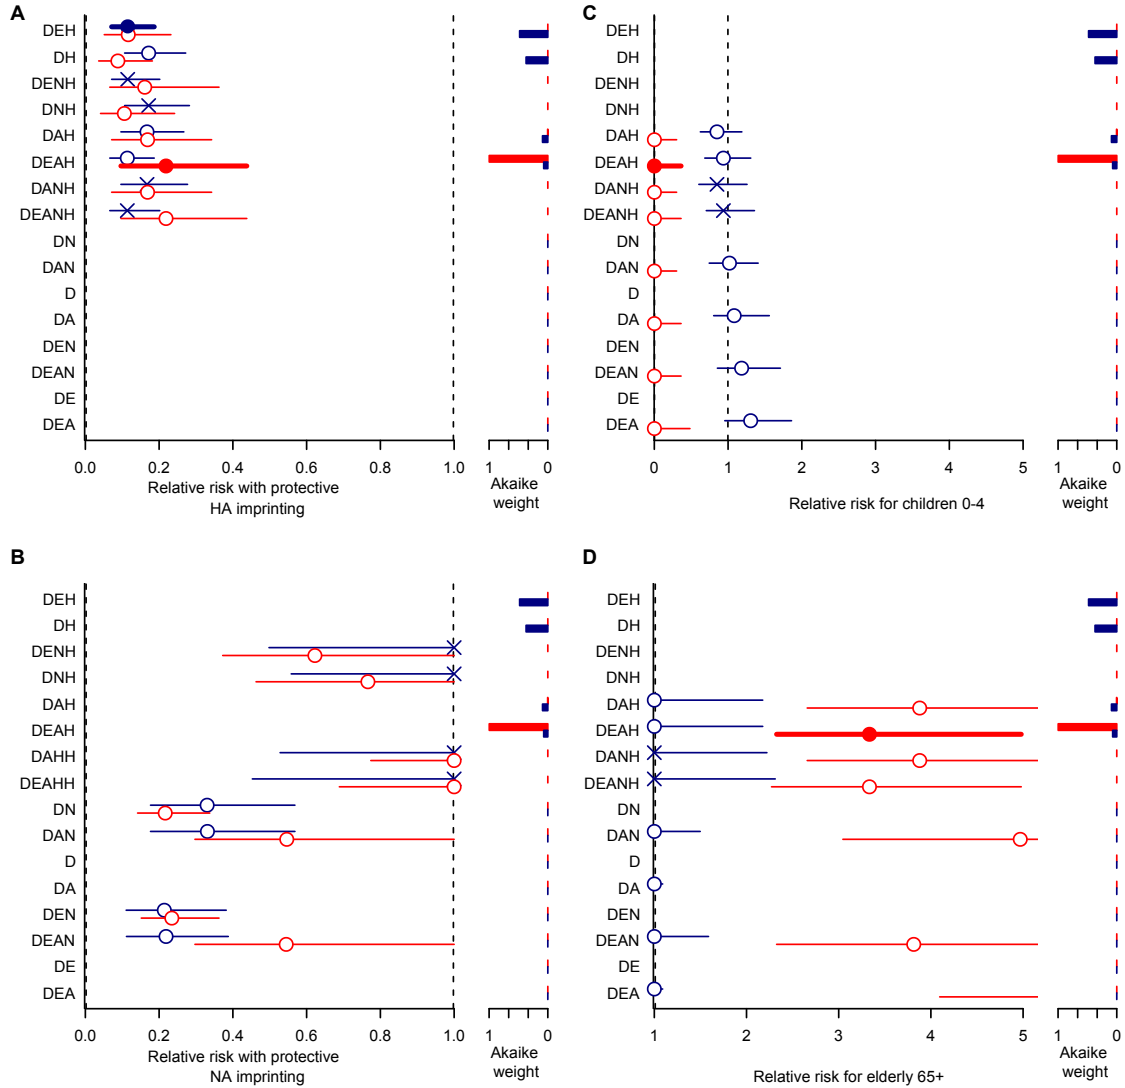 A
DEH
DH
DENH
DNH
DAH
DEAH
DANH
DEANH
DN
DAN
D
DA
DEN
DEAN
DE
DEA
0.0 0.2 0.4 0.6 0.8 1.0
Relative risk with protective
HA imprinting
1 0
Akaike
weight
C
DEH
DH
DENH
DNH
DAH
DEAH
DANH
DEANH
DN
DAN
D
DA
DEN
DEAN
DE
DEA
0 1 2 3 4 5
Relative risk for children 0-4
1 0
Akaike
weight
B
DEH
DH
DENH
DNH
DAH
DEAH
DAHH
DEAHH
DN
DAN
D
DA
DEN
DEAN
DE
DEA
0.0 0.2 0.4 0.6 0.8 1.0
Relative risk with protective
NA imprinting
1 0
Akaike
weight
D
DEH
DH
DENH
DNH
DAH
DEAH
DANH
DEANH
DN
DAN
D
DA
DEN
DEAN
DE
DEA
1 2 3 4 5
Relative risk for elderly 65+
1 0
Akaike
weight